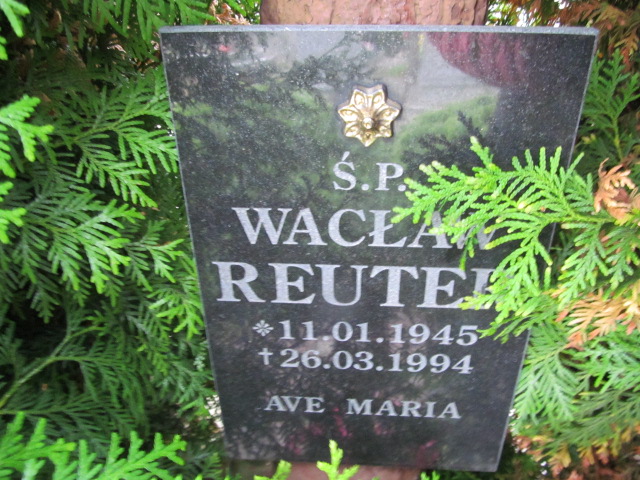 Ś.P.
WACŁAW
* 11.01.1945
† 26.03.1994
AVE MARIA